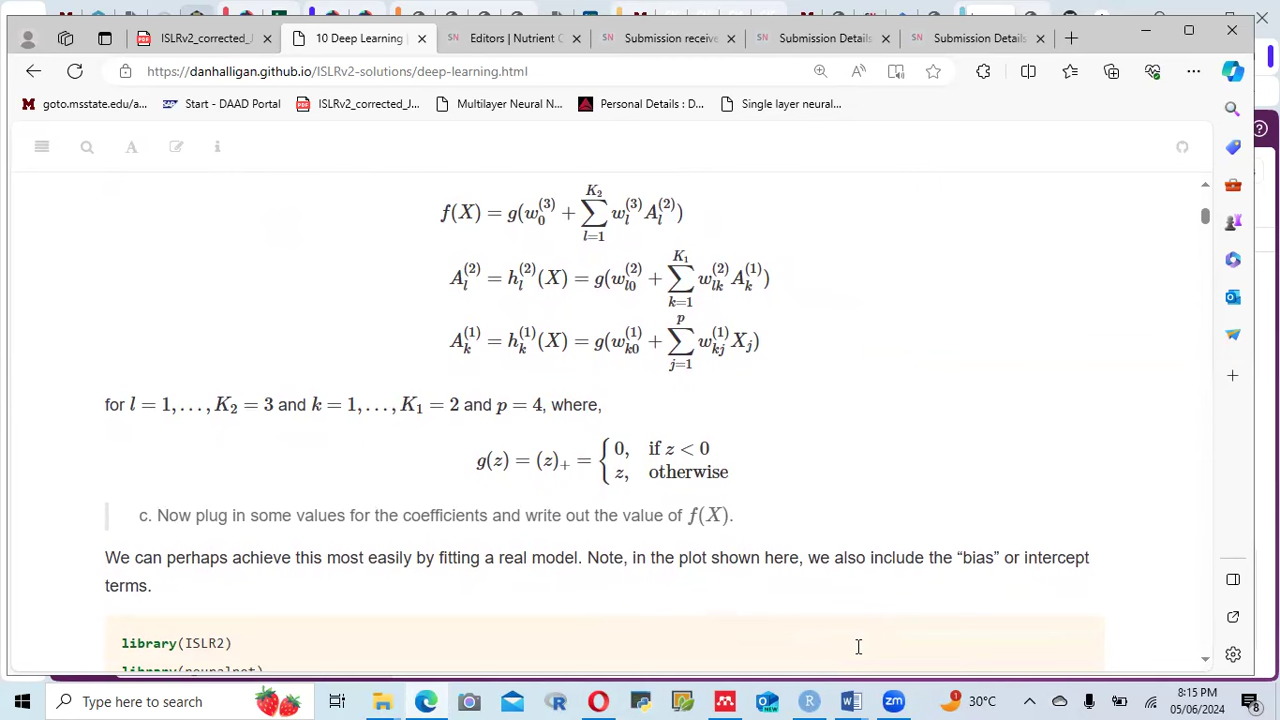 ISLRv2_corrected_J
10 Deep Learning
Editors | Nutrient C
Submission receive
Submission Details
Submission Details
https://danhalligan.github.io/ISLRv2-solutions/deep-learning.html
goto.msstate.edu/a...
Start - DAAD Portal
ISLRv2_corrected_J...
Multilayer Neural N...
Personal Details : D...
Single layer neural...
f(X) = g(w_0^{(3)} + \sum_{l=1}^{K_2} w_l^{(3)} A_l^{(2)})
A_l^{(2)} = h_l^{(2)}(X) = g(w_{l0}^{(2)} + \sum_{k=1}^{K_1} w_{lk}^{(2)} A_k^{(1)})
A_k^{(1)} = h_k^{(1)}(X) = g(w_{k0}^{(1)} + \sum_{j=1}^{p} w_{kj}^{(1)} X_j)
for l = 1, . . . , K_2 = 3 and k = 1, . . . , K_1 = 2 and p = 4, where,
g(z) = (z)_+ = { 0, if z < 0
z, otherwise
c. Now plug in some values for the coefficients and write out the value of f(X).
We can perhaps achieve this most easily by fitting a real model. Note, in the plot shown here, we also include the “bias” or intercept
terms.
library(ISLR2)
library(neuralnet)
Type here to search
30°C
8:15 PM
05/06/2024
8